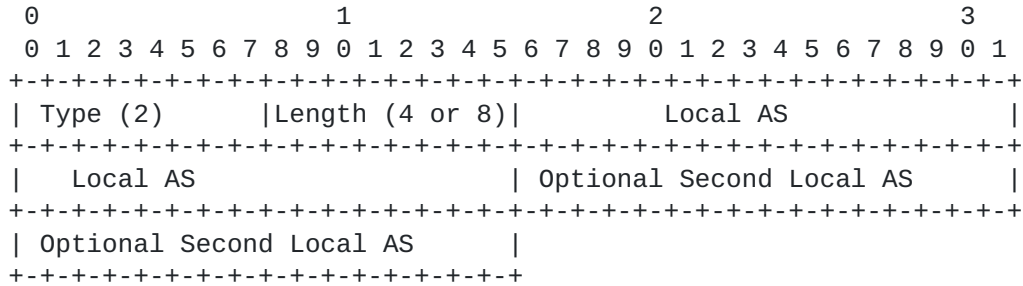 0                   1                   2                   3
 0 1 2 3 4 5 6 7 8 9 0 1 2 3 4 5 6 7 8 9 0 1 2 3 4 5 6 7 8 9 0 1
+-+-+-+-+-+-+-+-+-+-+-+-+-+-+-+-+-+-+-+-+-+-+-+-+-+-+-+-+-+-+-+-+
| Type (2)      |Length (4 or 8)|         Local AS              |
+-+-+-+-+-+-+-+-+-+-+-+-+-+-+-+-+-+-+-+-+-+-+-+-+-+-+-+-+-+-+-+-+
|   Local AS                    | Optional Second Local AS      |
+-+-+-+-+-+-+-+-+-+-+-+-+-+-+-+-+-+-+-+-+-+-+-+-+-+-+-+-+-+-+-+-+
| Optional Second Local AS      |
+-+-+-+-+-+-+-+-+-+-+-+-+-+-+-+-+